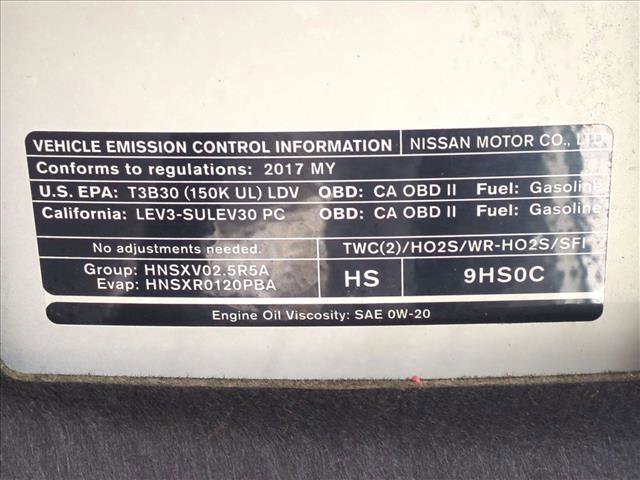 VEHICLE EMISSION CONTROL INFORMATION NISSAN MOTOR CO., LTD
Conforms to regulations: 2017 MY
U.S. EPA: T3B30 (150K UL) LDV OBD: CA OBD II Fuel: Gasoline
California: LEV3-SULEV30 PC OBD: CA OBD II Fuel: Gasoline
No adjustments needed. TWC(2)/HO2S/WR-HO2S/SFI
Group: HNSXV02.5R5A HS 9HS0C
Evap: HNSXR0120PBA
Engine Oil Viscosity: SAE 0W-20